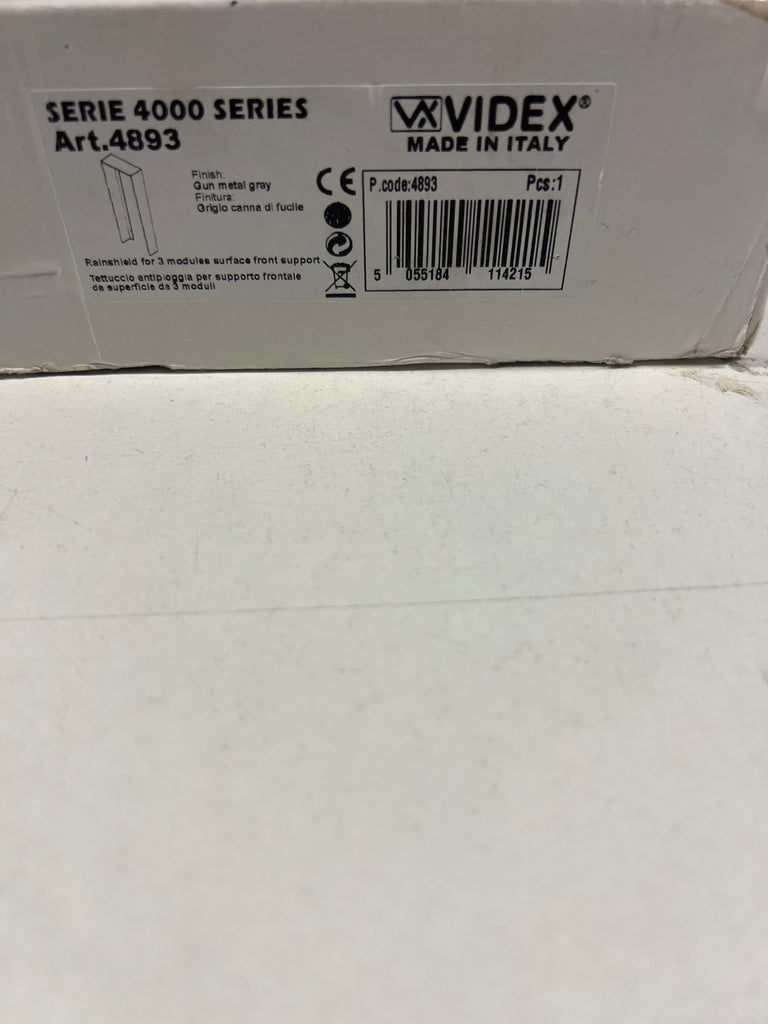 SERIE 4000 SERIES
Art.4893
VIDEX®
MADE IN ITALY
Finish:
Gun metal gray
Finitura:
Grigio canna di fucile
CE
P.code:4893 Pcs:1
5 055184 114215
Rainshield for 3 modules surface front support
Tettuccio antipioggia per supporto frontale
da superficie da 3 moduli